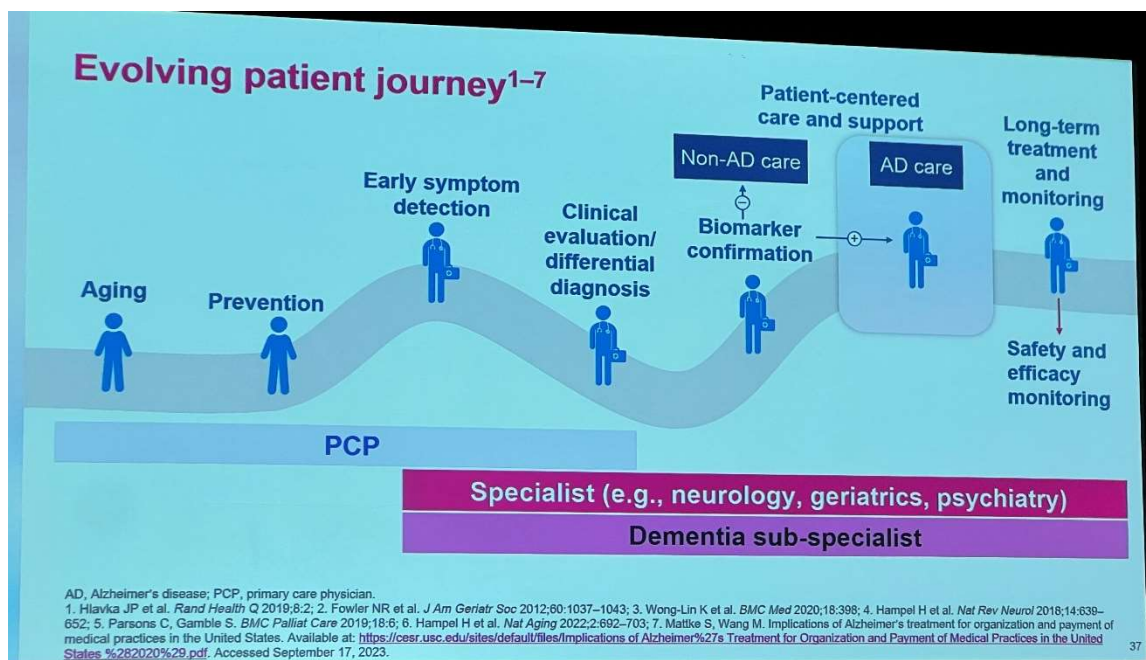 Evolving patient journey1–7
Aging
Prevention
Early symptom
detection
Clinical
evaluation/
differential
diagnosis
Biomarker
confirmation
Non-AD care
Patient-centered
care and support
AD care
Long-term
treatment
and
monitoring
Safety and
efficacy
monitoring
PCP
Specialist (e.g., neurology, geriatrics, psychiatry)
Dementia sub-specialist
AD, Alzheimer's disease; PCP, primary care physician.
1. Hlavka JP et al. Rand Health Q 2019;8:2; 2. Fowler NR et al. J Am Geriatr Soc 2012;60:1037–1043; 3. Wong-Lin K et al. BMC Med 2020;18:398; 4. Hampel H et al. Nat Rev Neurol 2018;14:639–
652; 5. Parsons C, Gamble S. BMC Palliat Care 2019;18:6; 6. Hampel H et al. Nat Aging 2022;2:692–703; 7. Mattke S, Wang M. Implications of Alzheimer's treatment for organization and payment of
medical practices in the United States. Available at: https://cesr.usc.edu/sites/default/files/Implications of Alzheimer%27s Treatment for Organization and Payment of Medical Practices in the United
States %282020%29.pdf. Accessed September 17, 2023.
37